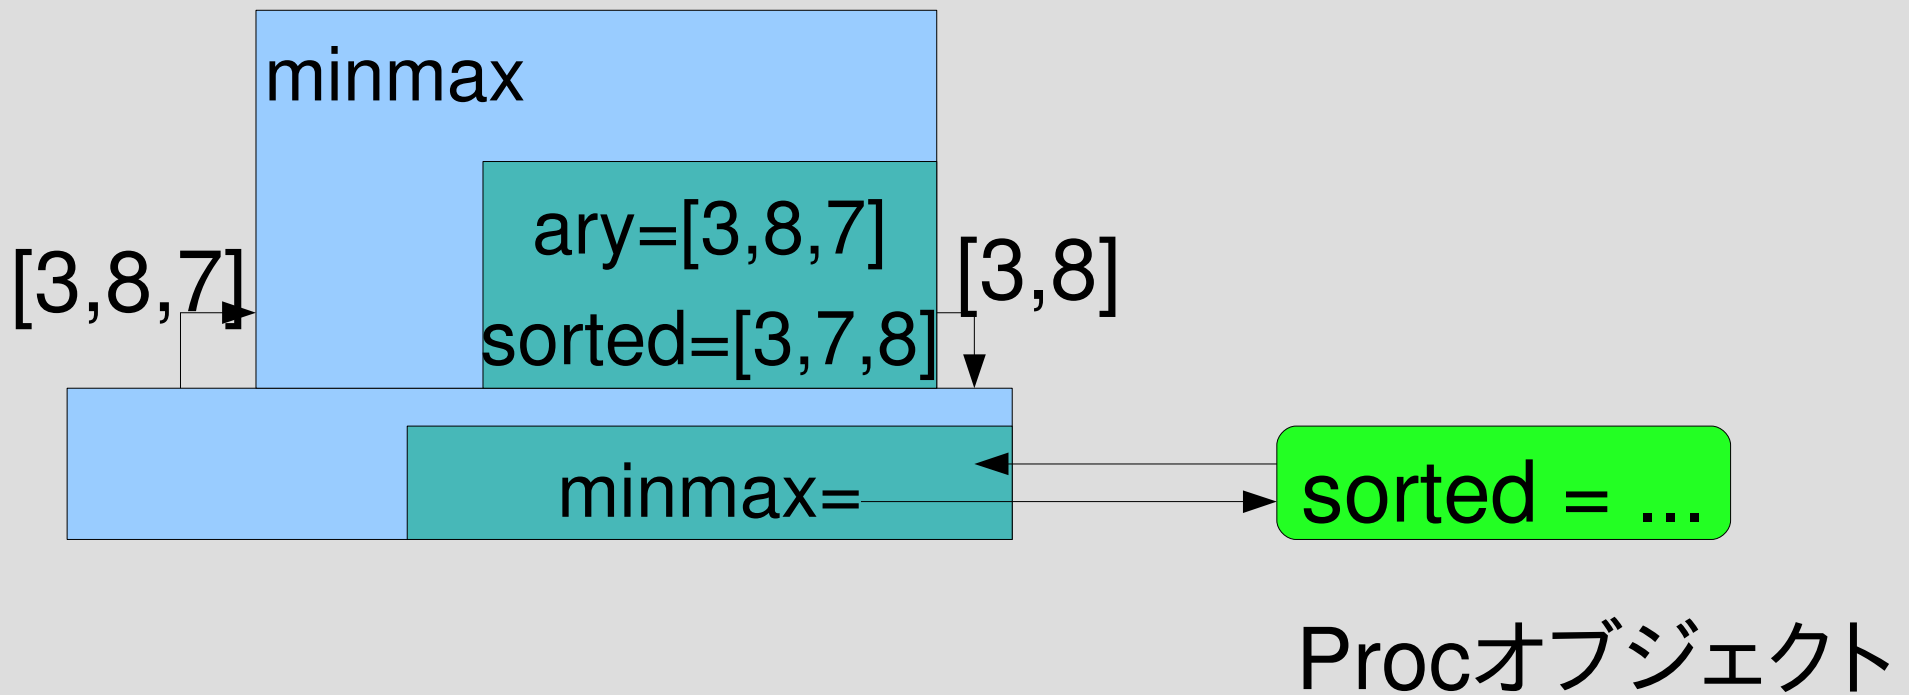 minmax
ary=[3,8,7]
[3,8,7]
[3,8]
sorted=[3,7,8]
minmax=
sorted = ...
Procオブジェクト